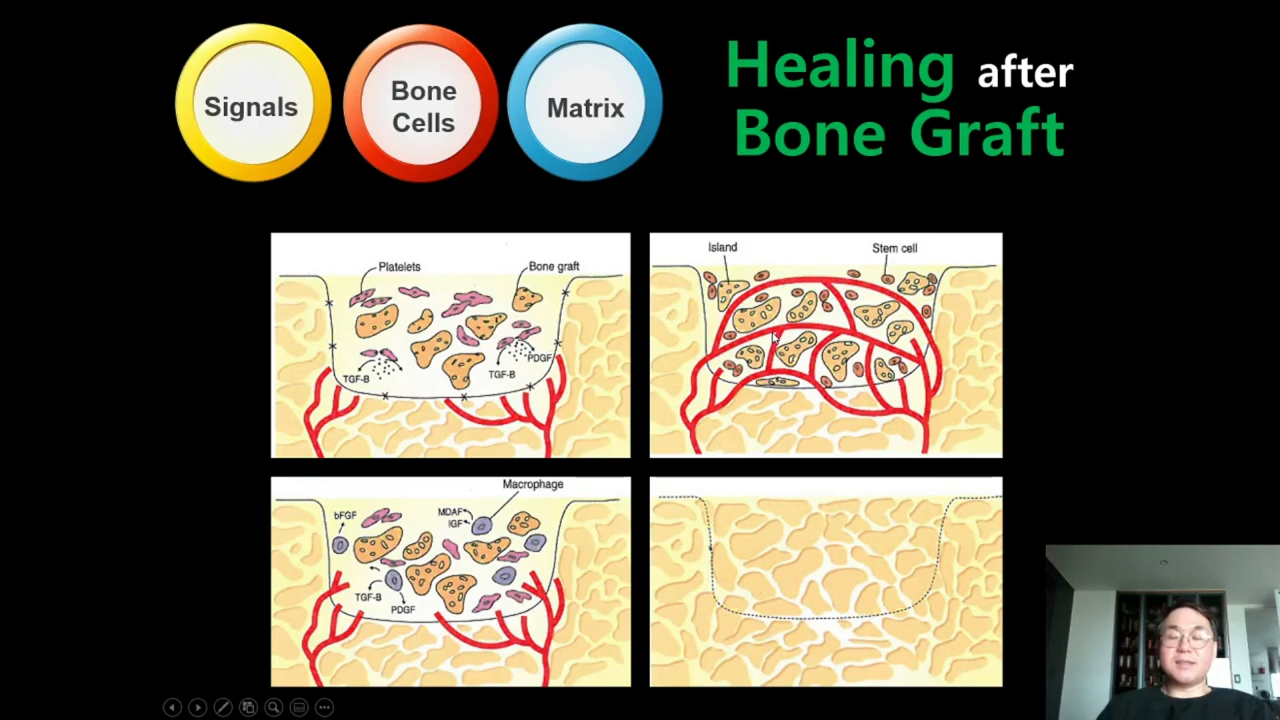 Signals
Bone
Cells
Matrix
Healing after
Bone Graft
Platelets
Bone graft
TGF-B
TGF-B
PDGF
Island
Stem cell
Macrophage
bFGF
MDAF
IGF
TGF-B
PDGF